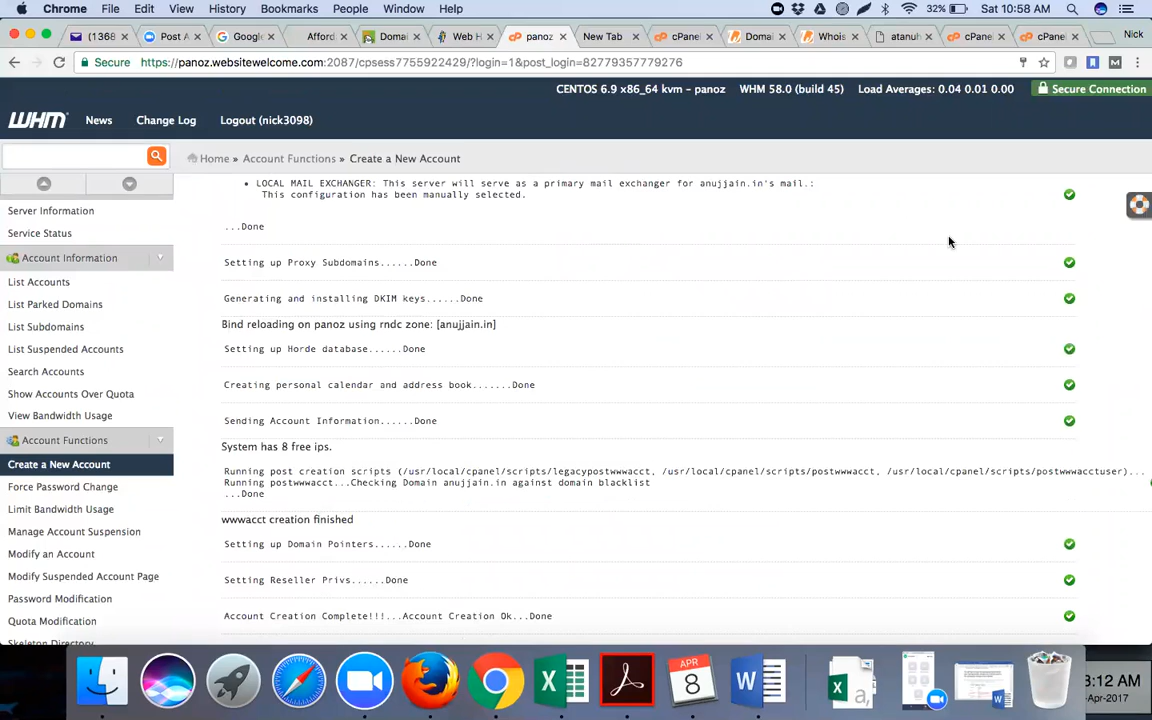 Chrome File Edit View History Bookmarks People Window Help 32% Sat 10:58 AM
(1368 Post A Google Afford Domai Web H panoz New Tab cPanel Domai Whois atanuh cPanel cPanel Nick
Secure https://panoz.websitewelcome.com:2087/cpsess7755922429/?login=1&post_login=82779357779276
CENTOS 6.9 x86_64 kvm – panoz WHM 58.0 (build 45) Load Averages: 0.04 0.01 0.00 Secure Connection
WHM News Change Log Logout (nick3098)
Home » Account Functions » Create a New Account
Server Information
Service Status
Account Information
List Accounts
List Parked Domains
List Subdomains
List Suspended Accounts
Search Accounts
Show Accounts Over Quota
View Bandwidth Usage
Account Functions
Create a New Account
Force Password Change
Limit Bandwidth Usage
Manage Account Suspension
Modify an Account
Modify Suspended Account Page
Password Modification
Quota Modification
Skeleton Directory
• LOCAL MAIL EXCHANGER: This server will serve as a primary mail exchanger for anujjain.in's mail.:
This configuration has been manually selected.
...Done
Setting up Proxy Subdomains......Done
Generating and installing DKIM keys......Done
Bind reloading on panoz using rndc zone: [anujjain.in]
Setting up Horde database......Done
Creating personal calendar and address book.......Done
Sending Account Information......Done
System has 8 free ips.
Running post creation scripts (/usr/local/cpanel/scripts/legacypostwwwacct, /usr/local/cpanel/scripts/postwwwacct, /usr/local/cpanel/scripts/postwwwacctuser)...
Running postwwwacct...Checking Domain anujjain.in against domain blacklist
...Done
wwwacct creation finished
Setting up Domain Pointers......Done
Setting Reseller Privs......Done
Account Creation Complete!!!...Account Creation Ok...Done
APR
8
3:12 AM
-Apr-2017